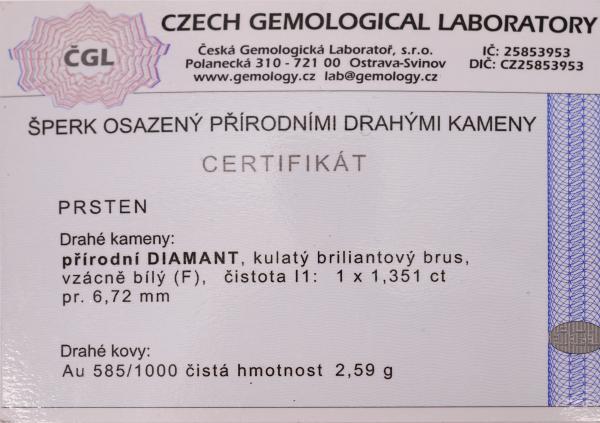 ČGL
CZECH GEMOLOGICAL LABORATORY
Česká Gemologická Laboratoř, s.r.o. IČ: 25853953
Polanecká 310 - 721 00 Ostrava-Svinov DIČ: CZ25853953
www.gemology.cz lab@gemology.cz
ŠPERK OSAZENÝ PŘÍRODNÍMI DRAHÝMI KAMENY
CERTIFIKÁT
PRSTEN
Drahé kameny:
přírodní DIAMANT, kulatý briliantový brus,
vzácně bílý (F), čistota I1: 1 x 1,351 ct
pr. 6,72 mm
Drahé kovy:
Au 585/1000 čistá hmotnost 2,59 g